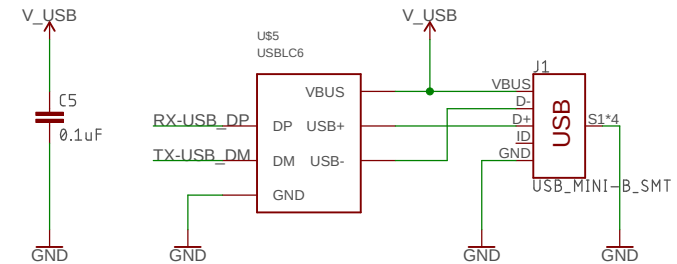 V_USB
C5
0.1uF
GND
U$5
USBLC6
VBUS
DP
USB+
DM
USB-
GND
RX-USB_DP
TX-USB_DM
GND
V_USB
J1
VBUS
D-
D+
ID
GND
USB
S1*4
USB_MINI-B_SMT
GND
GND